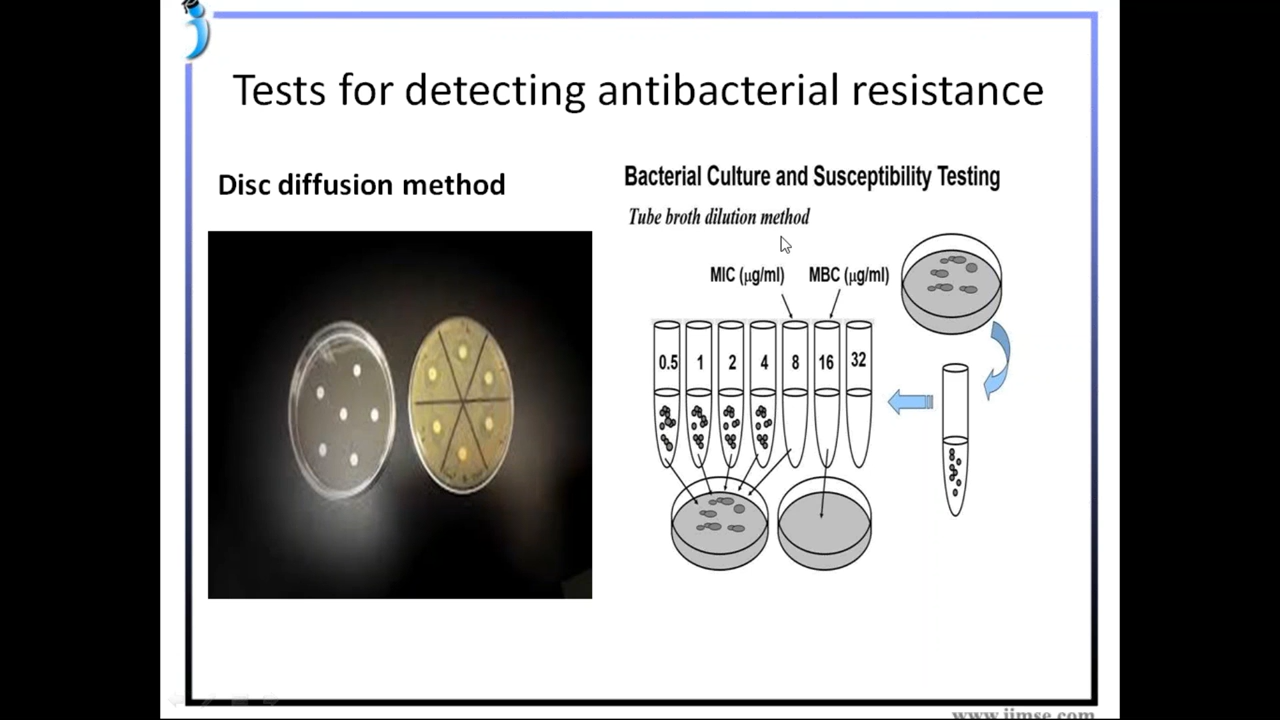 Tests for detecting antibacterial resistance
Disc diffusion method
Bacterial Culture and Susceptibility Testing
Tube broth dilution method
MIC (µg/ml) MBC (µg/ml)
0.5 1 2 4 8 16 32